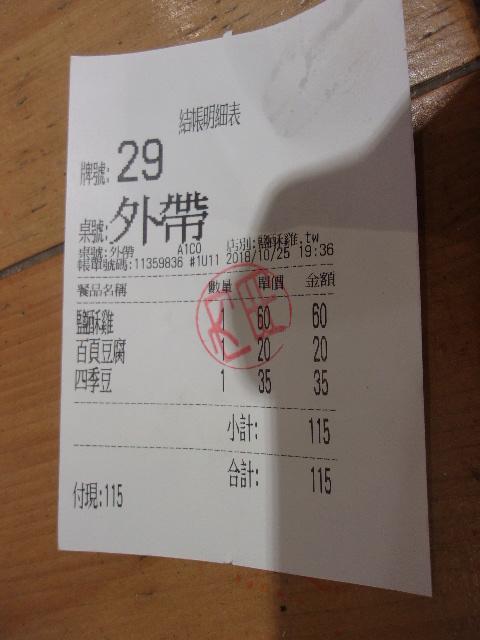 結帳明細表
牌號: 29
桌號: 外帶
桌號: 外帶 A1CO 店別:鹽酥雞.tw
帳單號碼:11359836 #1U11 2018/10/25 19:36
餐品名稱 數量 單價 金額
鹽酥雞 1 60 60
百頁豆腐 1 20 20
四季豆 1 35 35
小計: 115
合計: 115
付現:115